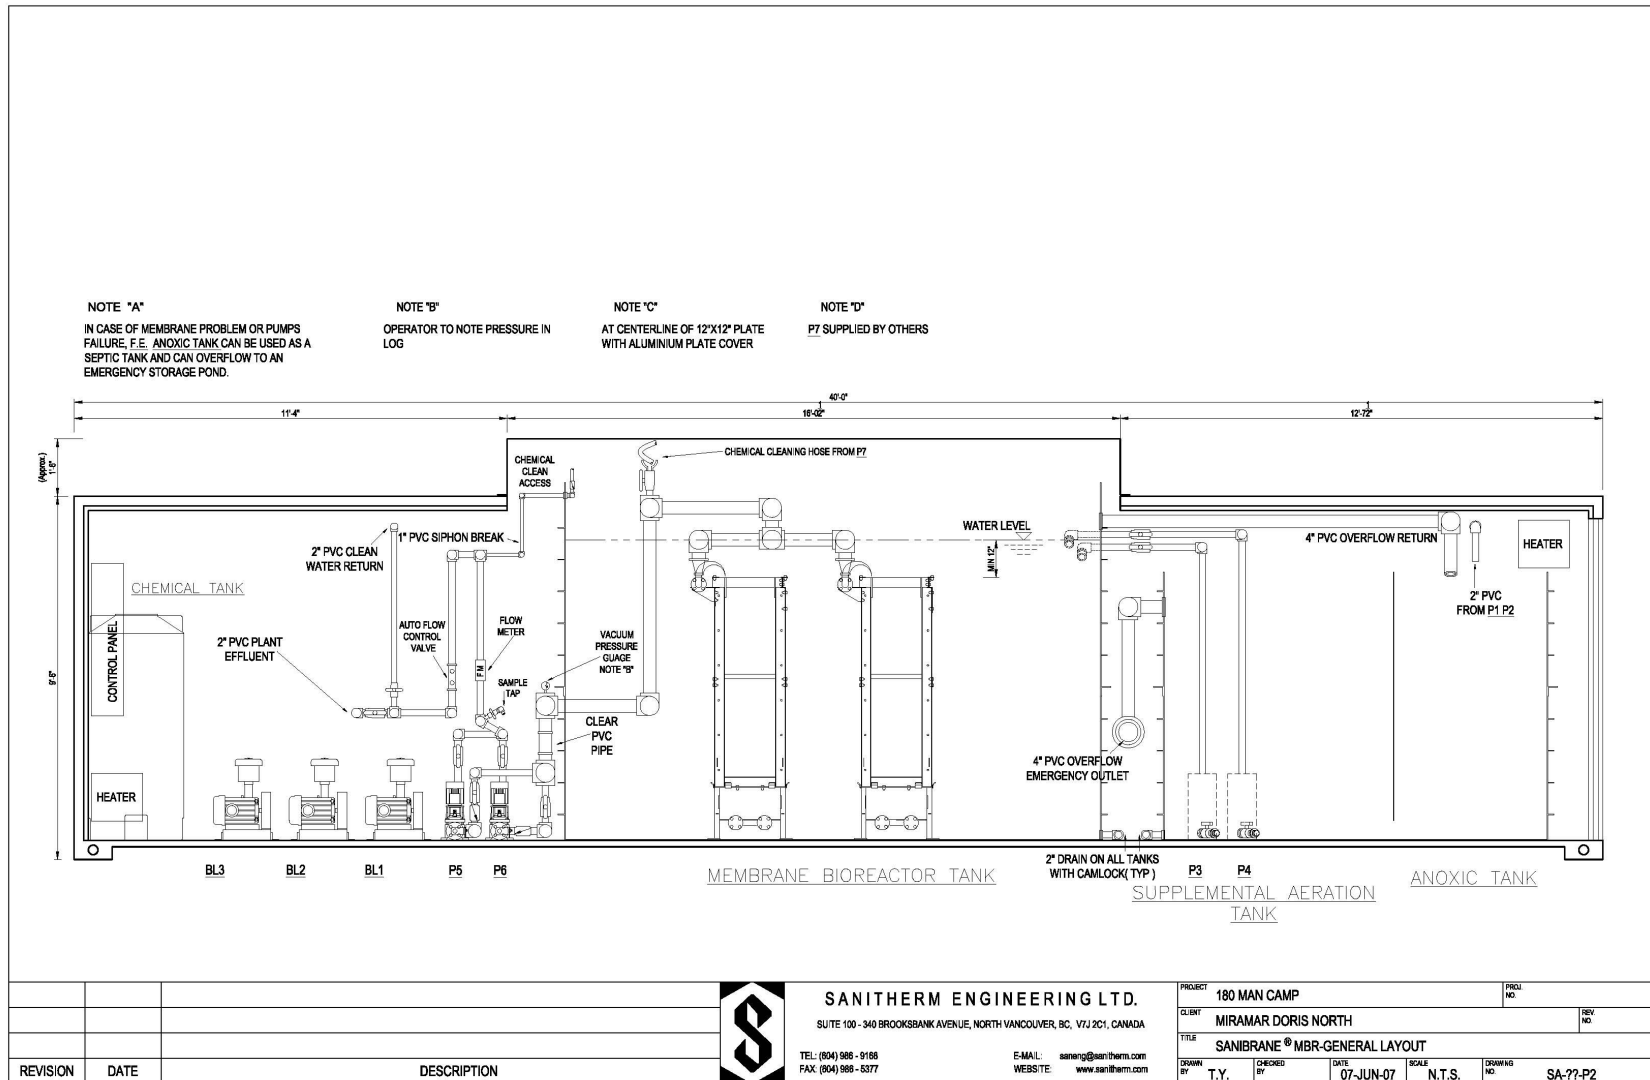 NOTE "A"
IN CASE OF MEMBRANE PROBLEM OR PUMPS
FAILURE, F.E. ANOXIC TANK CAN BE USED AS A
SEPTIC TANK AND CAN OVERFLOW TO AN
EMERGENCY STORAGE POND.
NOTE "B"
OPERATOR TO NOTE PRESSURE IN
LOG
NOTE "C"
AT CENTERLINE OF 12"X12" PLATE
WITH ALUMINIUM PLATE COVER
NOTE "D"
P7 SUPPLIED BY OTHERS
40'-0"
11'-4"
16'-02"
12'-72"
(Approx.)
1'-6"
9'-6"
CHEMICAL
CLEAN
ACCESS
CHEMICAL CLEANING HOSE FROM P7
1" PVC SIPHON BREAK
2" PVC CLEAN
WATER RETURN
WATER LEVEL
MIN 12"
4" PVC OVERFLOW RETURN
HEATER
2" PVC
FROM P1 P2
CHEMICAL TANK
CONTROL PANEL
2" PVC PLANT
EFFLUENT
AUTO FLOW
CONTROL
VALVE
FLOW
METER
FM
SAMPLE
TAP
VACUUM
PRESSURE
GUAGE
NOTE "B"
CLEAR
PVC
PIPE
4" PVC OVERFLOW
EMERGENCY OUTLET
HEATER
BL3
BL2
BL1
P5
P6
MEMBRANE BIOREACTOR TANK
2" DRAIN ON ALL TANKS
WITH CAMLOCK( TYP )
P3
P4
SUPPLEMENTAL AERATION
TANK
ANOXIC TANK
REVISION
DATE
DESCRIPTION
S
SANITHERM ENGINEERING LTD.
SUITE 100 - 340 BROOKSBANK AVENUE, NORTH VANCOUVER, BC, V7J 2C1, CANADA
TEL: (604) 986 - 9168
FAX: (604) 986 - 5377
E-MAIL: saneng@sanitherm.com
WEBSITE: www.sanitherm.com
PROJECT 180 MAN CAMP
PROJ. NO.
CLIENT MIRAMAR DORIS NORTH
REV. NO.
TITLE SANIBRANE ® MBR-GENERAL LAYOUT
DRAWN BY T.Y.
CHECKED BY
DATE 07-JUN-07
SCALE N.T.S.
DRAWING NO. SA-??-P2